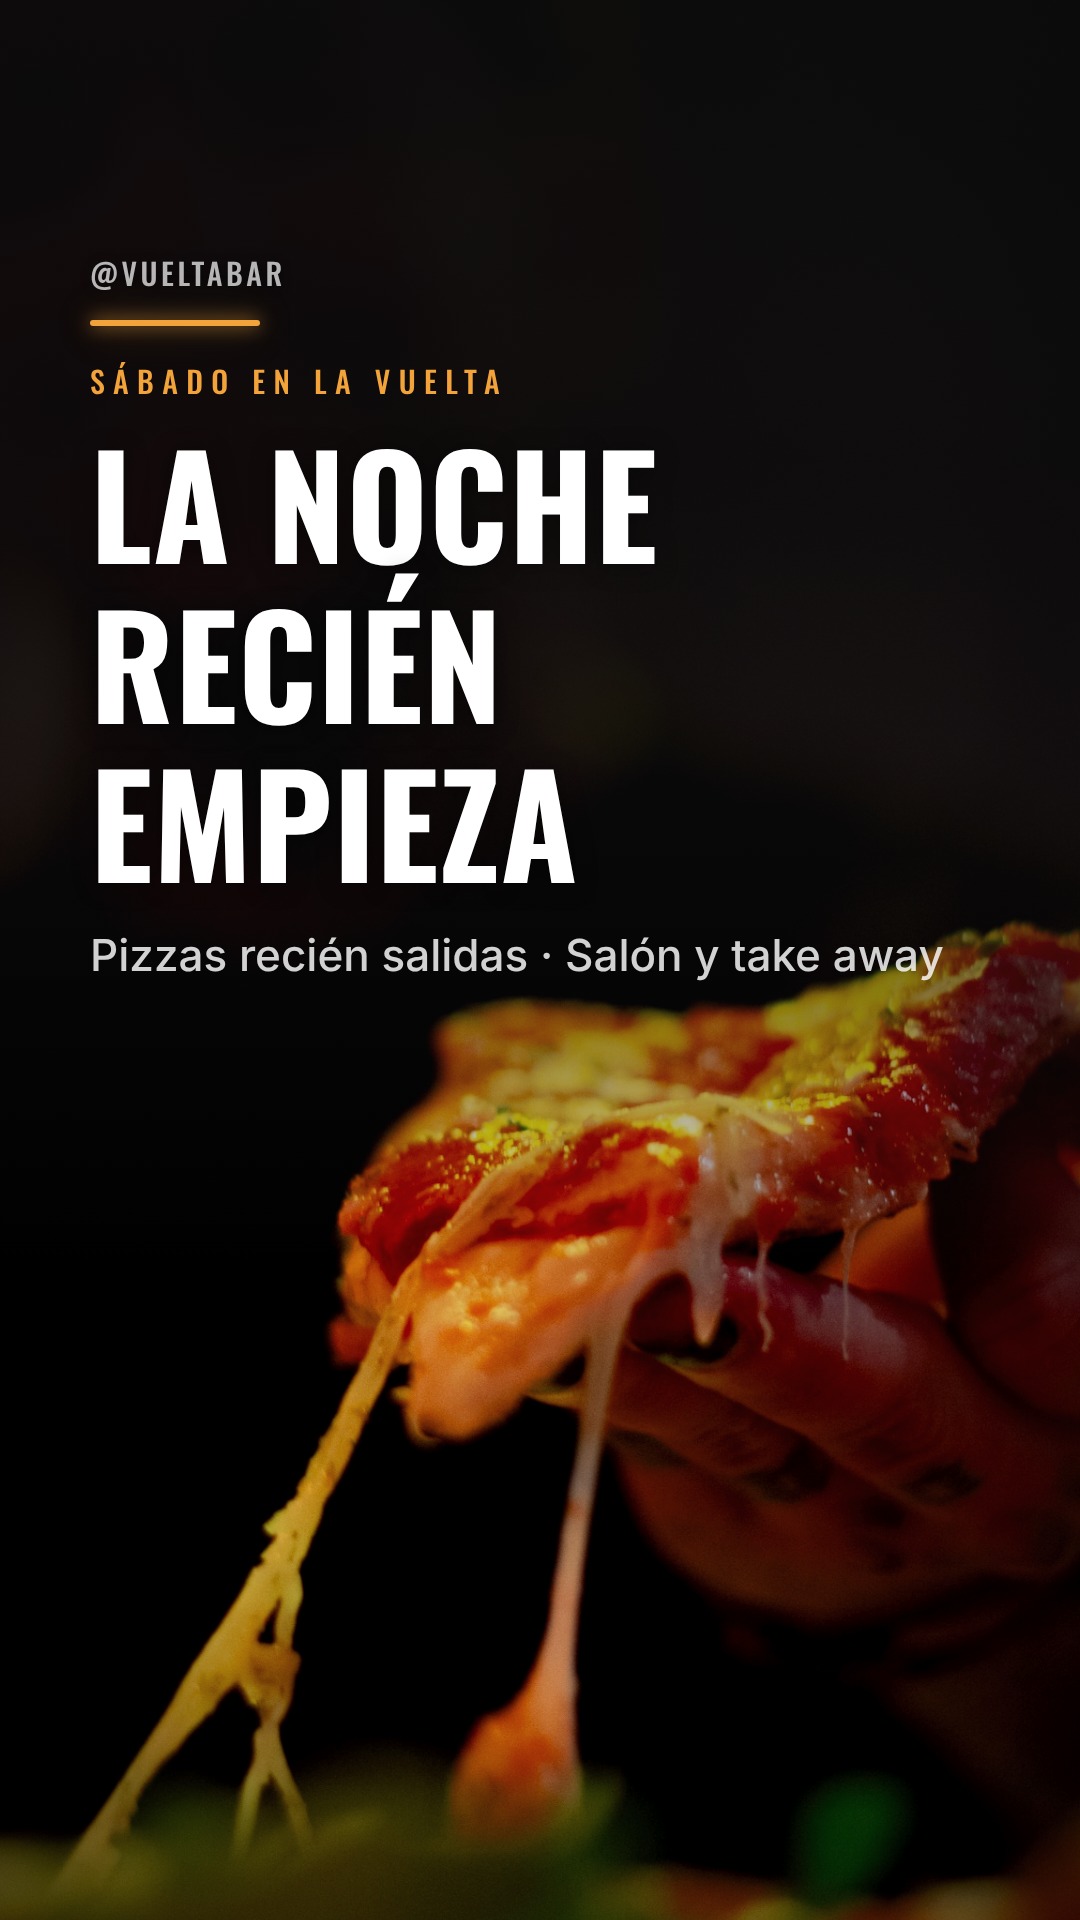 @VUELTABAR
SÁBADO EN LA VUELTA
LA NOCHE
RECIÉN
EMPIEZA
Pizzas recién salidas · Salón y take away